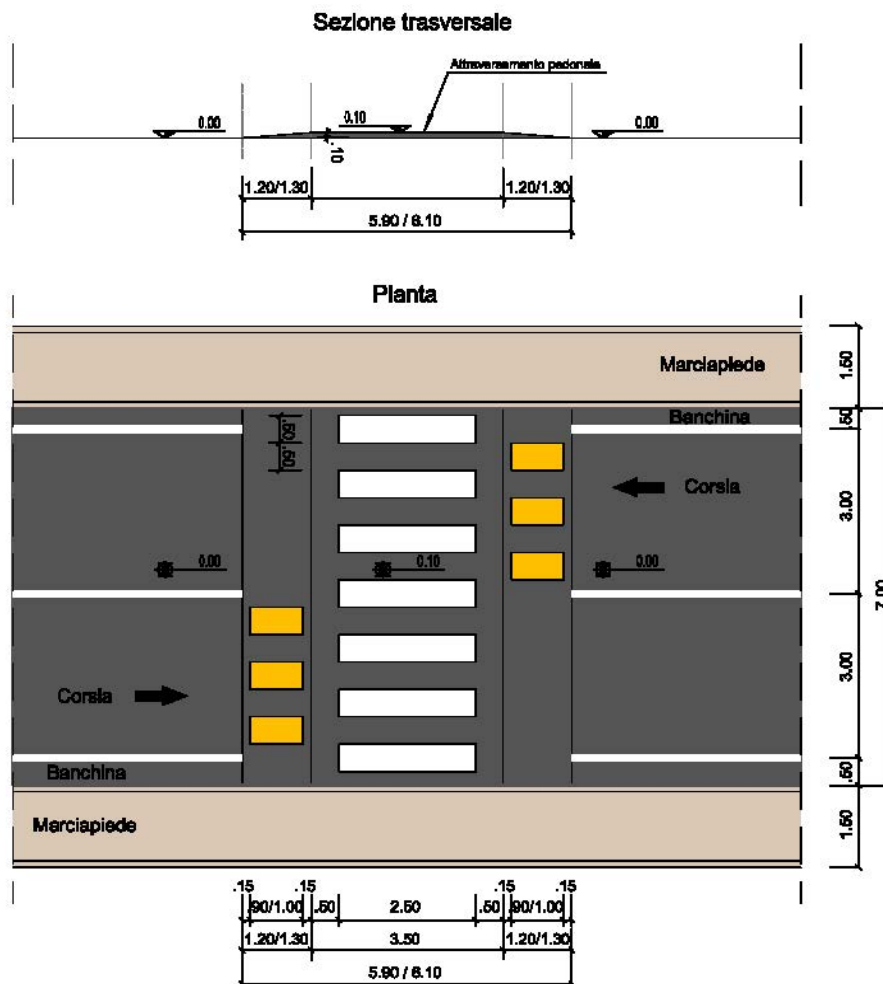 Sezione trasversale
Attraversamento pedonale
0.00 0.10 0.00
.10
1.20/1.30 1.20/1.30
5.90 / 6.10
Planta
Marciapiede
1.50
Banchina
.50
.50
.50
Corsia
3.00
0.00 0.10 0.00
7.00
3.00
Corsia
Banchina
.50
Marciapiede
1.50
.15 .15 .15 .15
.90/1.00 .50 2.50 .50 .90/1.00
1.20/1.30 3.50 1.20/1.30
5.90 / 6.10